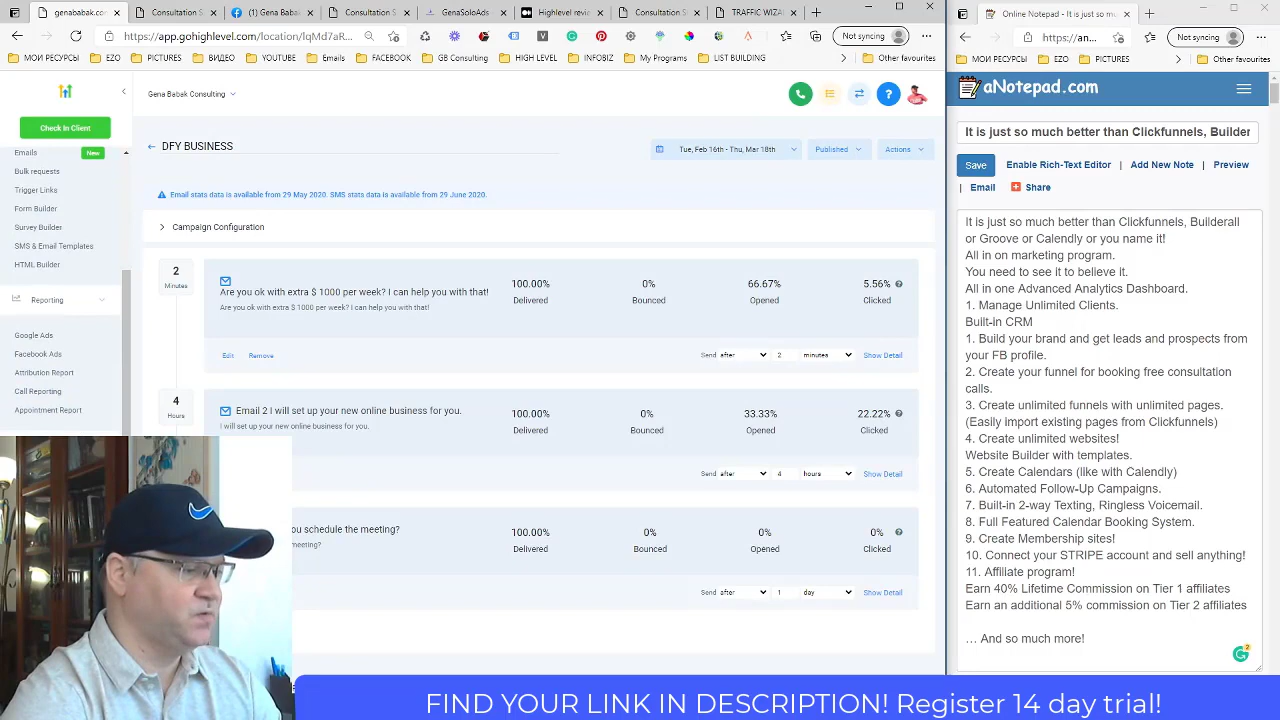 genababak.con
Consultation S
(1) Gena Babak
Consultation S
GenaSoloAds
Highlevel revie
Consultation S
TRAFFIC WIZA
https://app.gohighlevel.com/location/lqMd7aR...
Not syncing
МОИ РЕСУРСЫ
EZO
PICTURES
ВИДЕО
YOUTUBE
Emails
FACEBOOK
GB Consulting
HIGH LEVEL
INFOBIZ
My Programs
LIST BUILDING
Other favourites
Gena Babak Consulting
Check In Client
Emails
New
Bulk requests
Trigger Links
Form Builder
Survey Builder
SMS & Email Templates
HTML Builder
Reporting
Google Ads
Facebook Ads
Attribution Report
Call Reporting
Appointment Report
DFY BUSINESS
Tue, Feb 16th - Thu, Mar 18th
Published
Actions
Email stats data is available from 29 May 2020. SMS stats data is available from 29 June 2020.
Campaign Configuration
2
Minutes
Are you ok with extra $ 1000 per week? I can help you with that!
Are you ok with extra $ 1000 per week? I can help you with that!
100.00%
Delivered
0%
Bounced
66.67%
Opened
5.56%
Clicked
Edit
Remove
Send after 2 minutes
Show Detail
4
Hours
Email 2 I will set up your new online business for you.
I will set up your new online business for you.
100.00%
Delivered
0%
Bounced
33.33%
Opened
22.22%
Clicked
Send after 4 hours
Show Detail
ou schedule the meeting?
meeting?
100.00%
Delivered
0%
Bounced
0%
Opened
0%
Clicked
Send after 1 day
Show Detail
Online Notepad - It is just so mu
https://an...
Not syncing
МОИ РЕСУРСЫ
EZO
PICTURES
Other favourites
aNotepad.com
It is just so much better than Clickfunnels, Builder
Save
Enable Rich-Text Editor | Add New Note | Preview
| Email
Share
It is just so much better than Clickfunnels, Builderall
or Groove or Calendly or you name it!
All in on marketing program.
You need to see it to believe it.
All in one Advanced Analytics Dashboard.
1. Manage Unlimited Clients.
Built-in CRM
1. Build your brand and get leads and prospects from
your FB profile.
2. Create your funnel for booking free consultation
calls.
3. Create unlimited funnels with unlimited pages.
(Easily import existing pages from Clickfunnels)
4. Create unlimited websites!
Website Builder with templates.
5. Create Calendars (like with Calendly)
6. Automated Follow-Up Campaigns.
7. Built-in 2-way Texting, Ringless Voicemail.
8. Full Featured Calendar Booking System.
9. Create Membership sites!
10. Connect your STRIPE account and sell anything!
11. Affiliate program!
Earn 40% Lifetime Commission on Tier 1 affiliates
Earn an additional 5% commission on Tier 2 affiliates
… And so much more!
FIND YOUR LINK IN DESCRIPTION! Register 14 day trial!